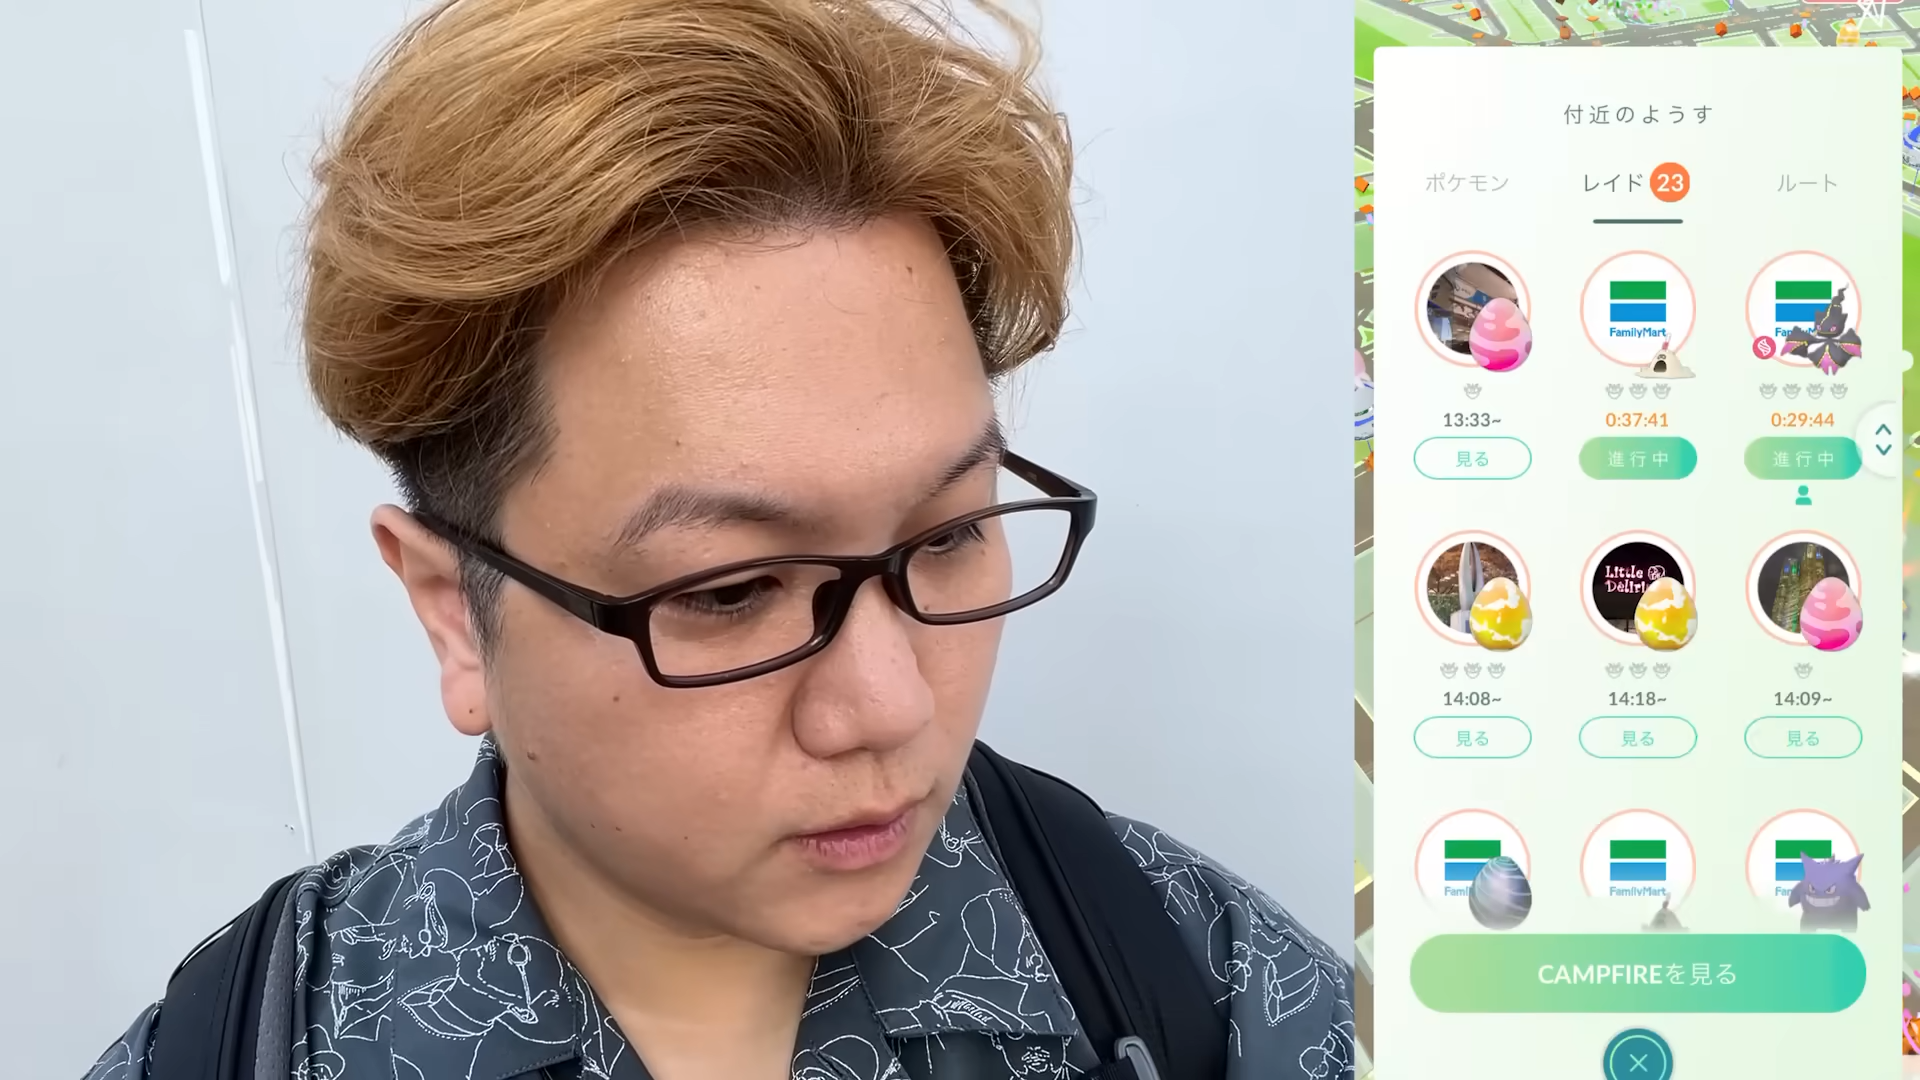 付近のようす
ポケモン
レイド 23
ルート
FamilyMart
13:33~
0:37:41
0:29:44
見る
進行中
進行中
Little
14:08~
14:18~
14:09~
見る
見る
見る
FamilyMart
CAMPFIREを見る